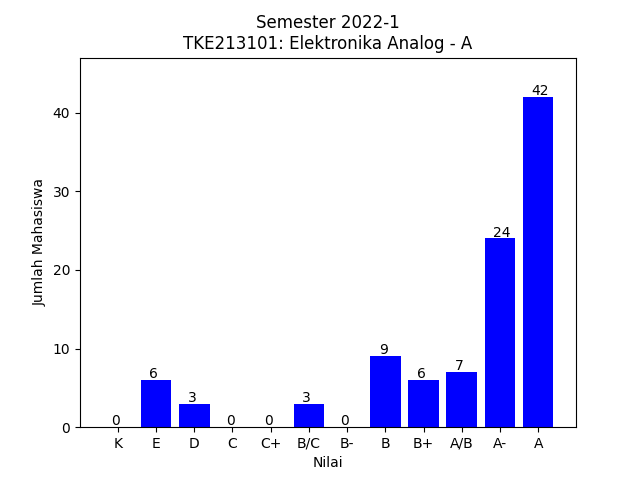 Semester 2022-1
TKE213101: Elektronika Analog - A
Jumlah Mahasiswa
40
30
20
10
0
0 6 3 0 0 3 0 9 6 7 24 42
K E D C C+ B/C B- B B+ A/B A- A
Nilai